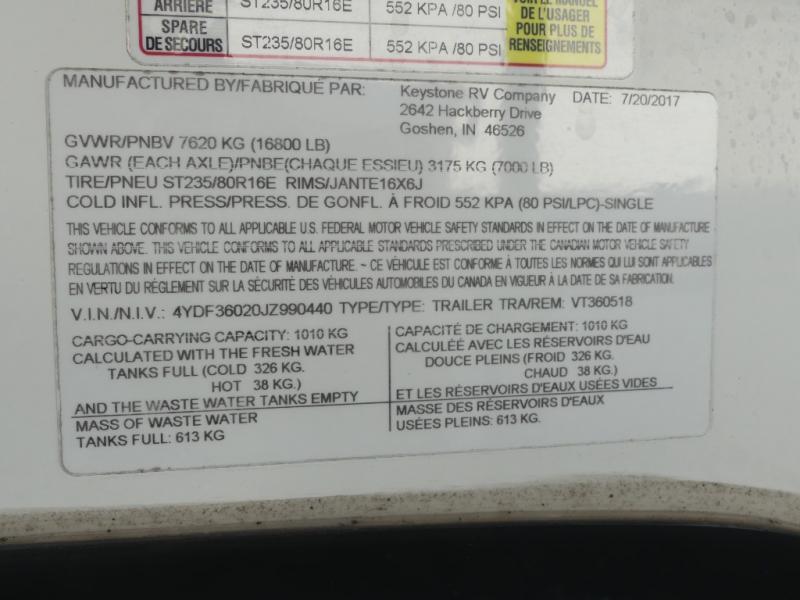 ARRIÈRE ST235/80R16E 552 KPA /80 PSI
SPARE
DE SECOURS ST235/80R16E 552 KPA /80 PSI
VOIR LE MANUEL
DE L'USAGER
POUR PLUS DE
RENSEIGNEMENTS
MANUFACTURED BY/FABRIQUÉ PAR: Keystone RV Company DATE: 7/20/2017
2642 Hackberry Drive
Goshen, IN 46526
GVWR/PNBV 7620 KG (16800 LB)
GAWR (EACH AXLE)/PNBE(CHAQUE ESSIEU) 3175 KG (7000 LB)
TIRE/PNEU ST235/80R16E RIMS/JANTE16X6J
COLD INFL. PRESS/PRESS. DE GONFL. À FROID 552 KPA (80 PSI/LPC)-SINGLE
THIS VEHICLE CONFORMS TO ALL APPLICABLE U.S. FEDERAL MOTOR VEHICLE SAFETY STANDARDS IN EFFECT ON THE DATE OF MANUFACTURE
SHOWN ABOVE. THIS VEHICLE CONFORMS TO ALL APPLICABLE STANDARDS PRESCRIBED UNDER THE CANADIAN MOTOR VEHICLE SAFETY
REGULATIONS IN EFFECT ON THE DATE OF MANUFACTURE. ~ CE VÉHICULE EST CONFORME À TOUTES LES NORMES QUI LUI SONT APPLICABLES
EN VERTU DU RÉGLEMENT SUR LA SÉCURITÉ DES VÉHICULES AUTOMOBILES DU CANADA EN VIGUEUR À LA DATE DE SA FABRICATION.
V.I.N./N.I.V.: 4YDF36020JZ990440 TYPE/TYPE: TRAILER TRA/REM: VT360518
CARGO-CARRYING CAPACITY: 1010 KG
CALCULATED WITH THE FRESH WATER
TANKS FULL (COLD 326 KG.
HOT 38 KG.)
AND THE WASTE WATER TANKS EMPTY
MASS OF WASTE WATER
TANKS FULL: 613 KG
CAPACITÉ DE CHARGEMENT: 1010 KG
CALCULÉE AVEC LES RÉSERVOIRS D'EAU
DOUCE PLEINS (FROID 326 KG.
CHAUD 38 KG.)
ET LES RÉSERVOIRS D'EAUX USÉES VIDES
MASSE DES RÉSERVOIRS D'EAUX
USÉES PLEINS: 613 KG.